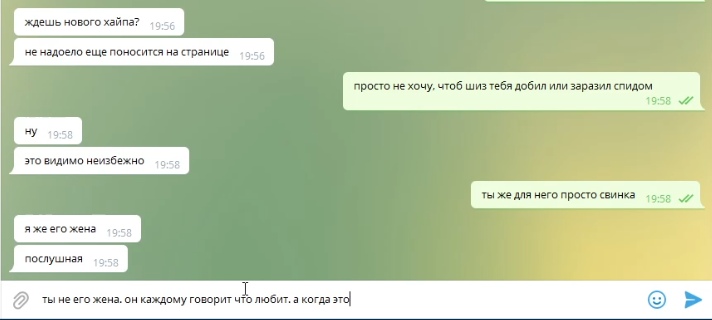 ждешь нового хайпа? 19:56
не надоело еще поносится на странице 19:56
просто не хочу, чтоб шиз тебя добил или заразил спидом
19:58
ну 19:58
это видимо неизбежно 19:58
ты же для него просто свинка 19:58
я же его жена 19:58
послушная 19:58
ты не его жена. он каждому говорит что любит. а когда это